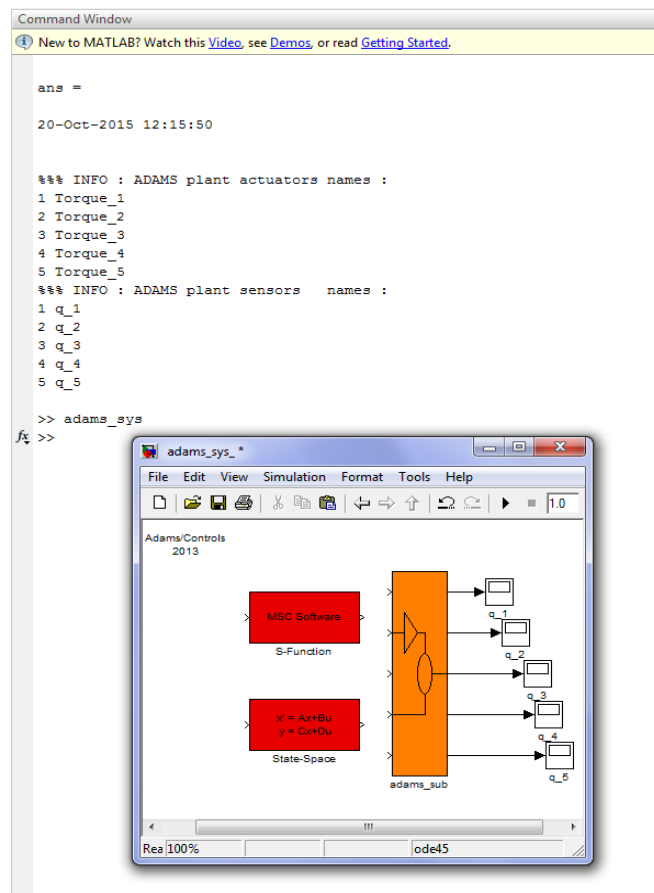 Command Window
New to MATLAB? Watch this Video, see Demos, or read Getting Started.
ans =
20-Oct-2015 12:15:50
%%% INFO : ADAMS plant actuators names :
1 Torque_1
2 Torque_2
3 Torque_3
4 Torque_4
5 Torque_5
%%% INFO : ADAMS plant sensors   names :
1 q_1
2 q_2
3 q_3
4 q_4
5 q_5
>> adams_sys
fx >>
adams_sys_ *
File Edit View Simulation Format Tools Help
1.0
Adams/Controls
2013
MSC Software
S-Function
x' = Ax+Bu
y = Cx+Du
State-Space
adams_sub
q_1
q_2
q_3
q_4
q_5
Rea 100% ode45